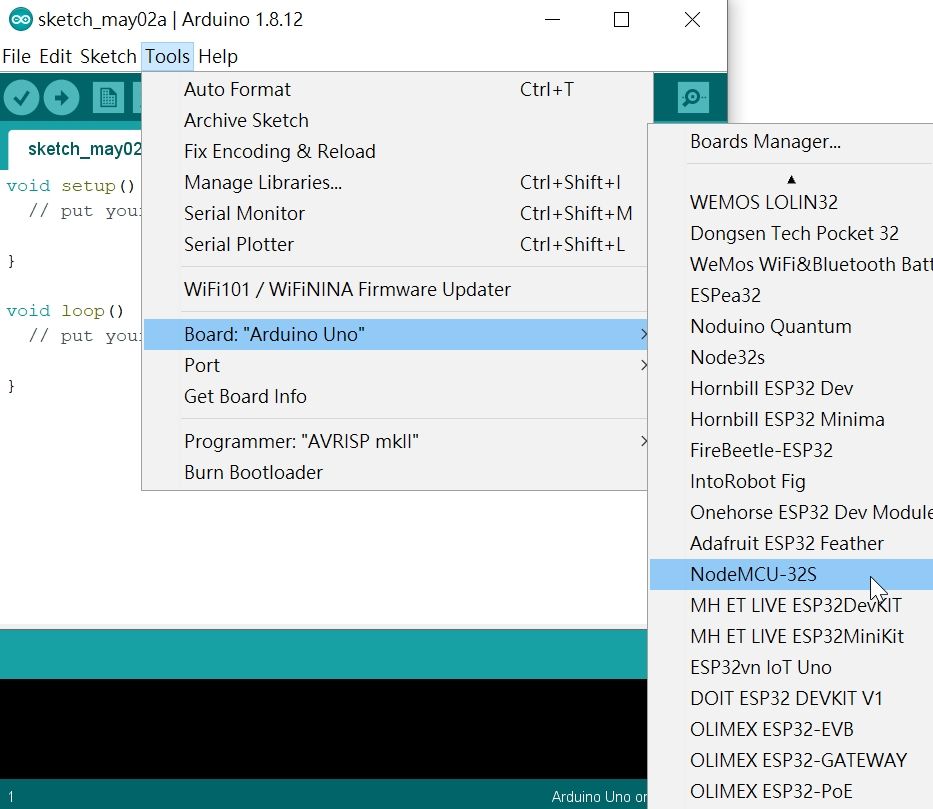 sketch_may02a | Arduino 1.8.12
File Edit Sketch Tools Help
Auto Format Ctrl+T
Archive Sketch
Fix Encoding & Reload
Manage Libraries... Ctrl+Shift+I
Serial Monitor Ctrl+Shift+M
Serial Plotter Ctrl+Shift+L
WiFi101 / WiFiNINA Firmware Updater
Board: "Arduino Uno"
Port
Get Board Info
Programmer: "AVRISP mkII"
Burn Bootloader
Boards Manager...
WEMOS LOLIN32
Dongsen Tech Pocket 32
WeMos WiFi&Bluetooth Batt
ESPea32
Noduino Quantum
Node32s
Hornbill ESP32 Dev
Hornbill ESP32 Minima
FireBeetle-ESP32
IntoRobot Fig
Onehorse ESP32 Dev Module
Adafruit ESP32 Feather
NodeMCU-32S
MH ET LIVE ESP32DevKIT
MH ET LIVE ESP32MiniKit
ESP32vn IoT Uno
DOIT ESP32 DEVKIT V1
OLIMEX ESP32-EVB
OLIMEX ESP32-GATEWAY
OLIMEX ESP32-PoE
sketch_may02
void setup()
// put your
}
void loop()
// put your
}
1
Arduino Uno on